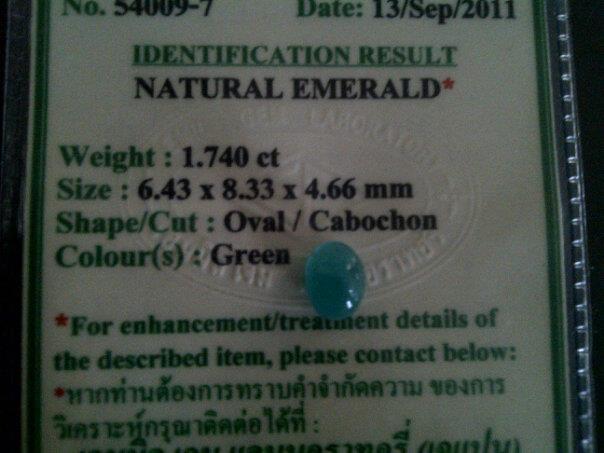 No. 54009-7 Date: 13/Sep/2011
IDENTIFICATION RESULT
NATURAL EMERALD*
Weight : 1.740 ct
Size : 6.43 x 8.33 x 4.66 mm
Shape/Cut : Oval / Cabochon
Colour(s) : Green
*For enhancement/treatment details of
the described item, please contact below:
*หากท่านต้องการทราบคำจำกัดความ ของการ
วิเคราะห์กรุณาติดต่อได้ที่ :